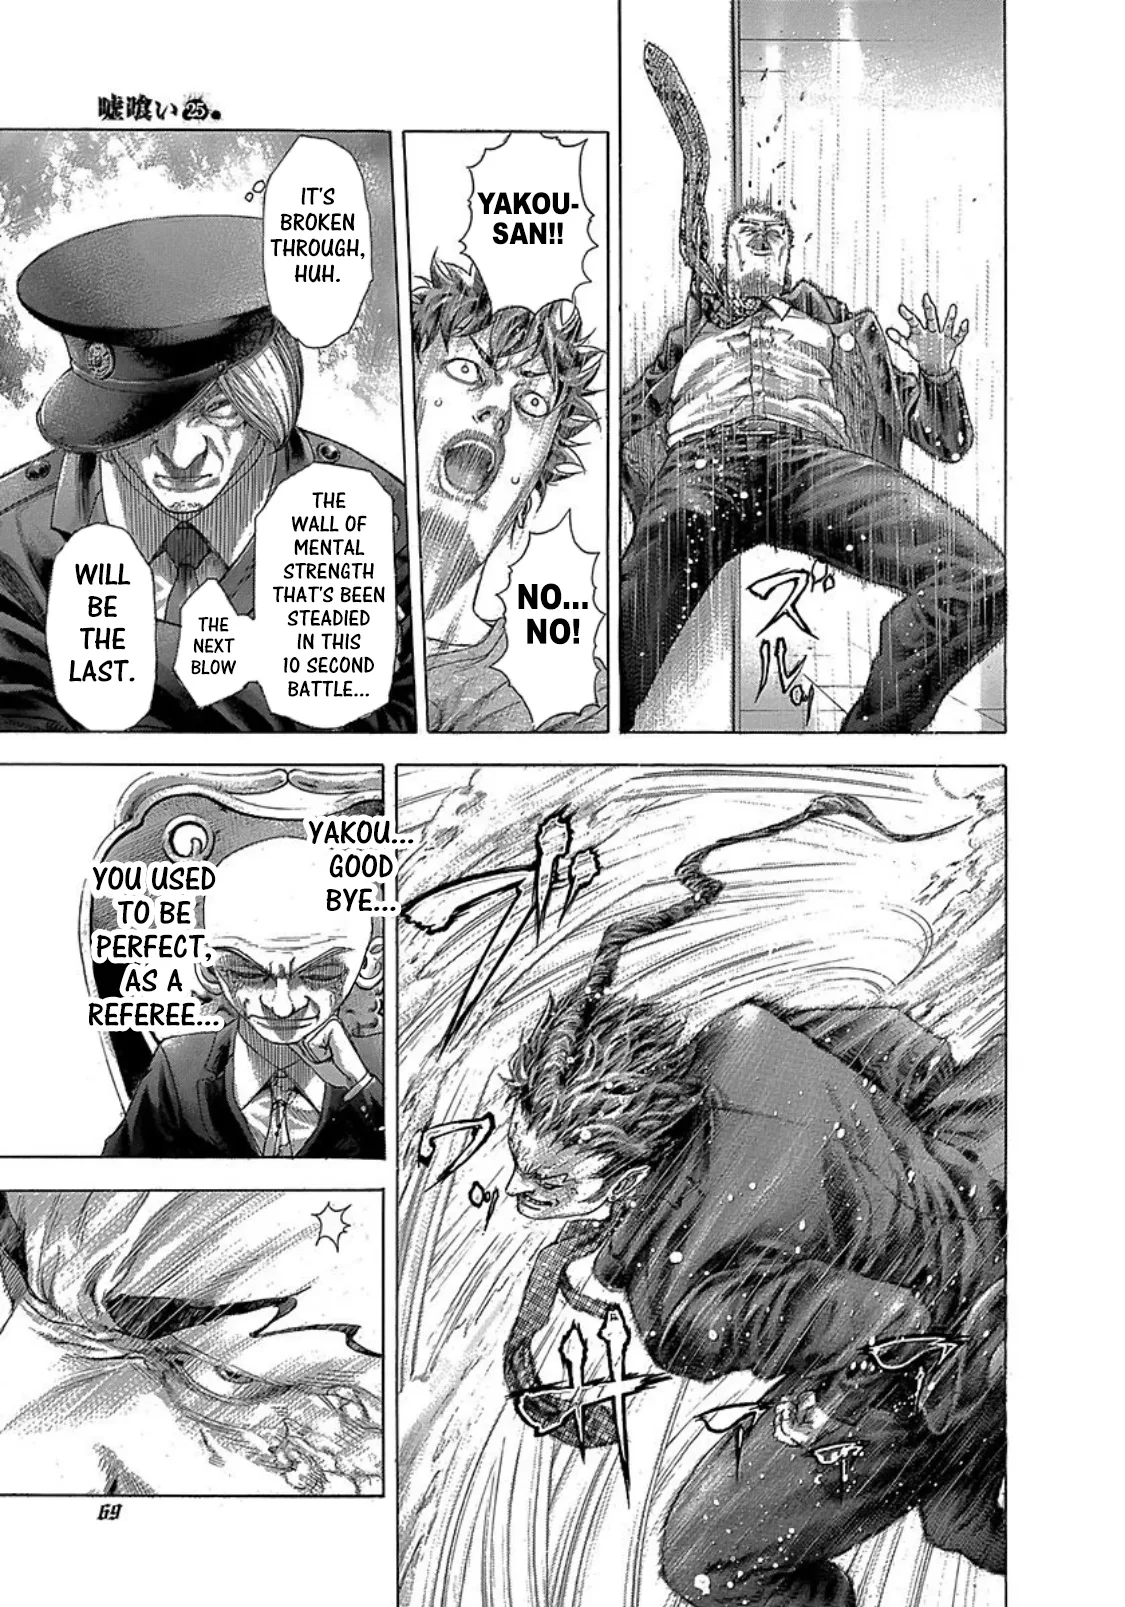 嘘喰い 25
ズル
YAKOU-
SAN!!
NO...
NO!
IT'S
BROKEN
THROUGH,
HUH.
THE
WALL OF
MENTAL
STRENGTH
THAT'S BEEN
STEADIED
IN THIS
10 SECOND
BATTLE...
THE
NEXT
BLOW
WILL
BE
THE
LAST.
YAKOU...
GOOD
BYE...
YOU USED
TO BE
PERFECT,
AS A
REFEREE...
69